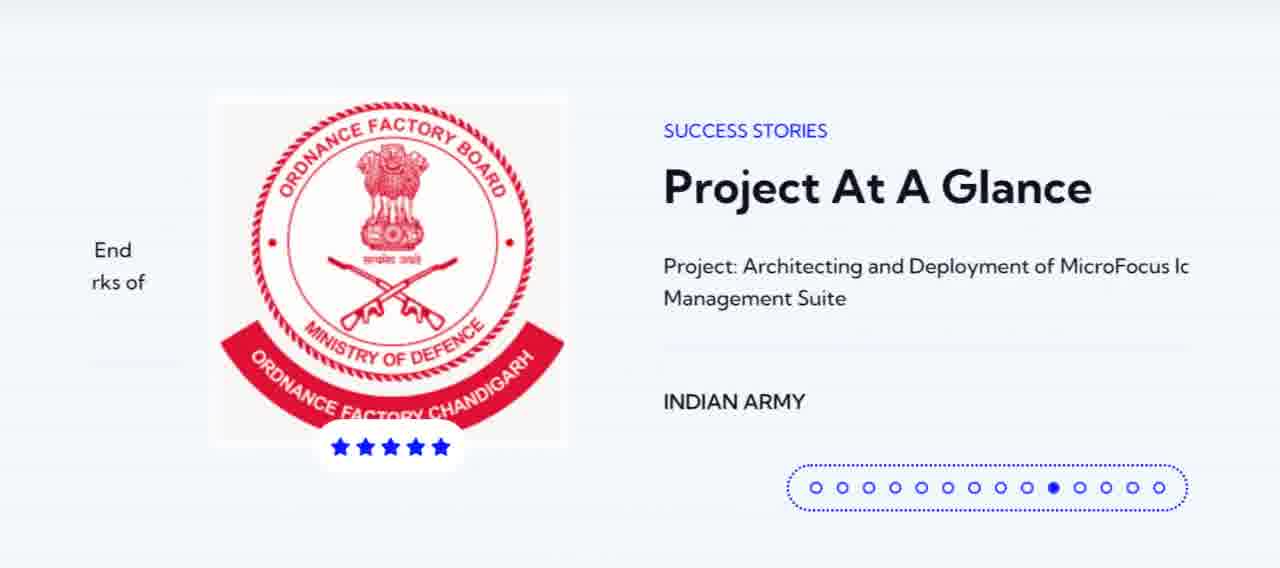 End
rks of
ORDNANCE FACTORY BOARD
सत्यमेव जयते
MINISTRY OF DEFENCE
ORDNANCE FACTORY CHANDIGARH
SUCCESS STORIES
Project At A Glance
Project: Architecting and Deployment of MicroFocus Ic
Management Suite
INDIAN ARMY